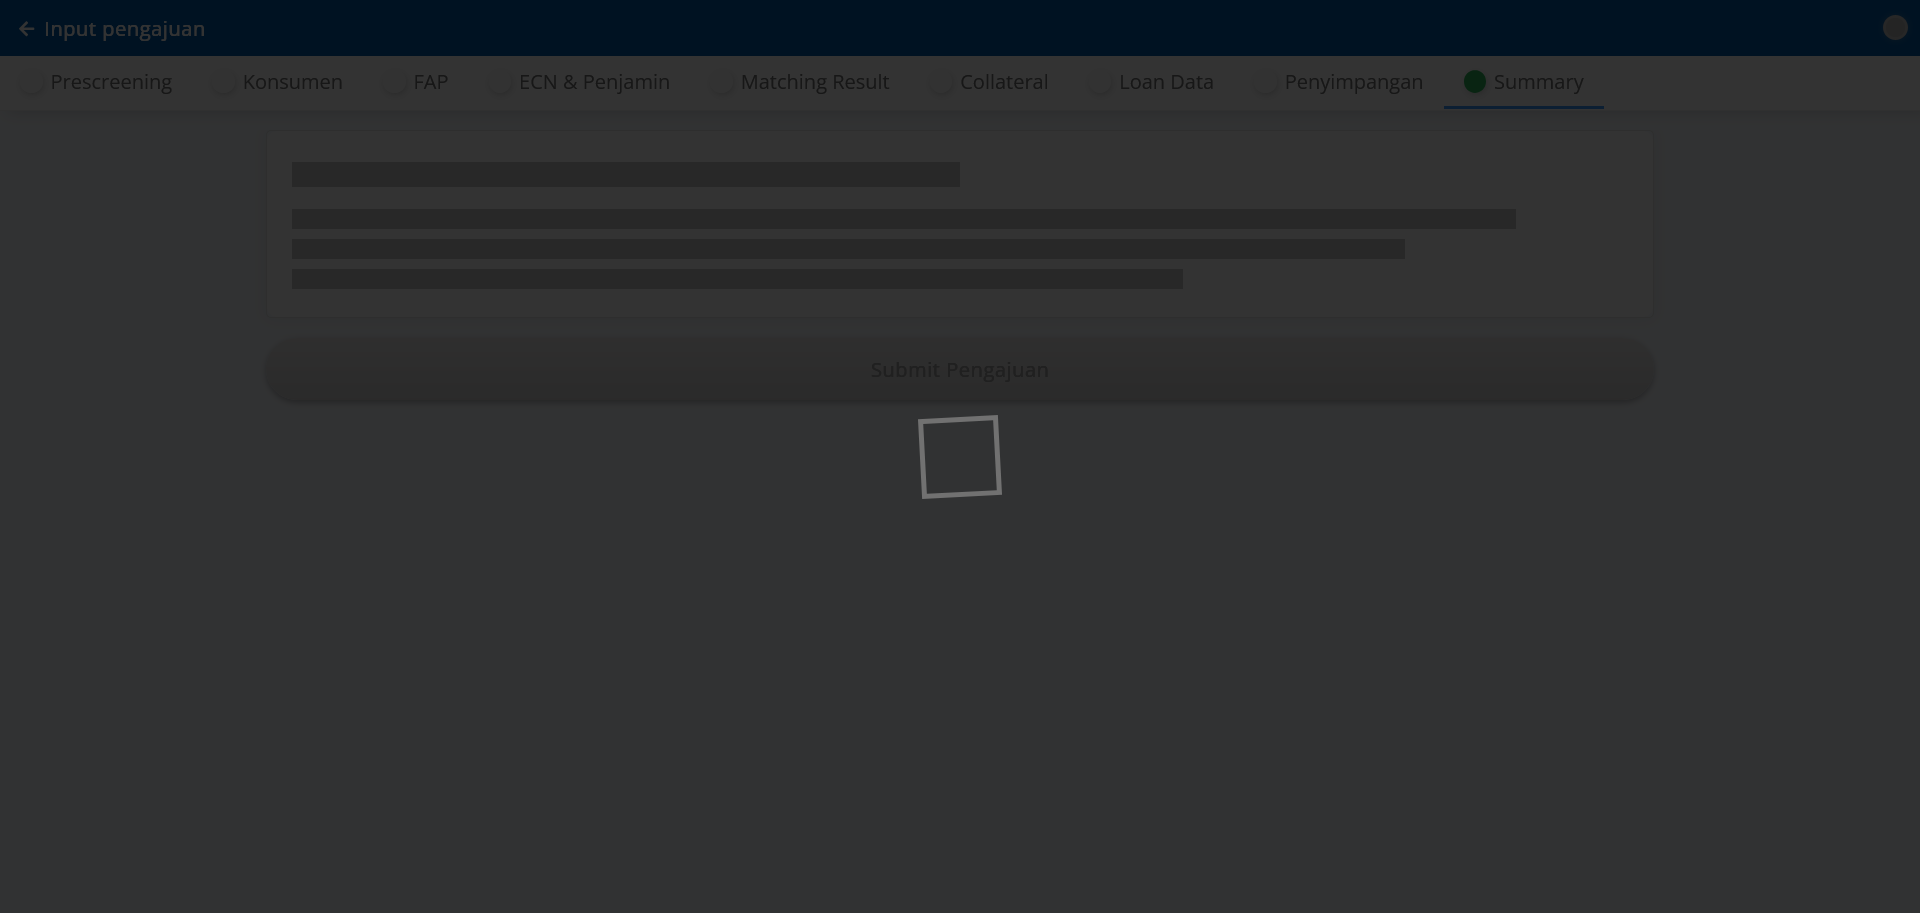 Input pengajuan
Prescreening Konsumen FAP ECN & Penjamin Matching Result Collateral Loan Data Penyimpangan Summary
Submit Pengajuan